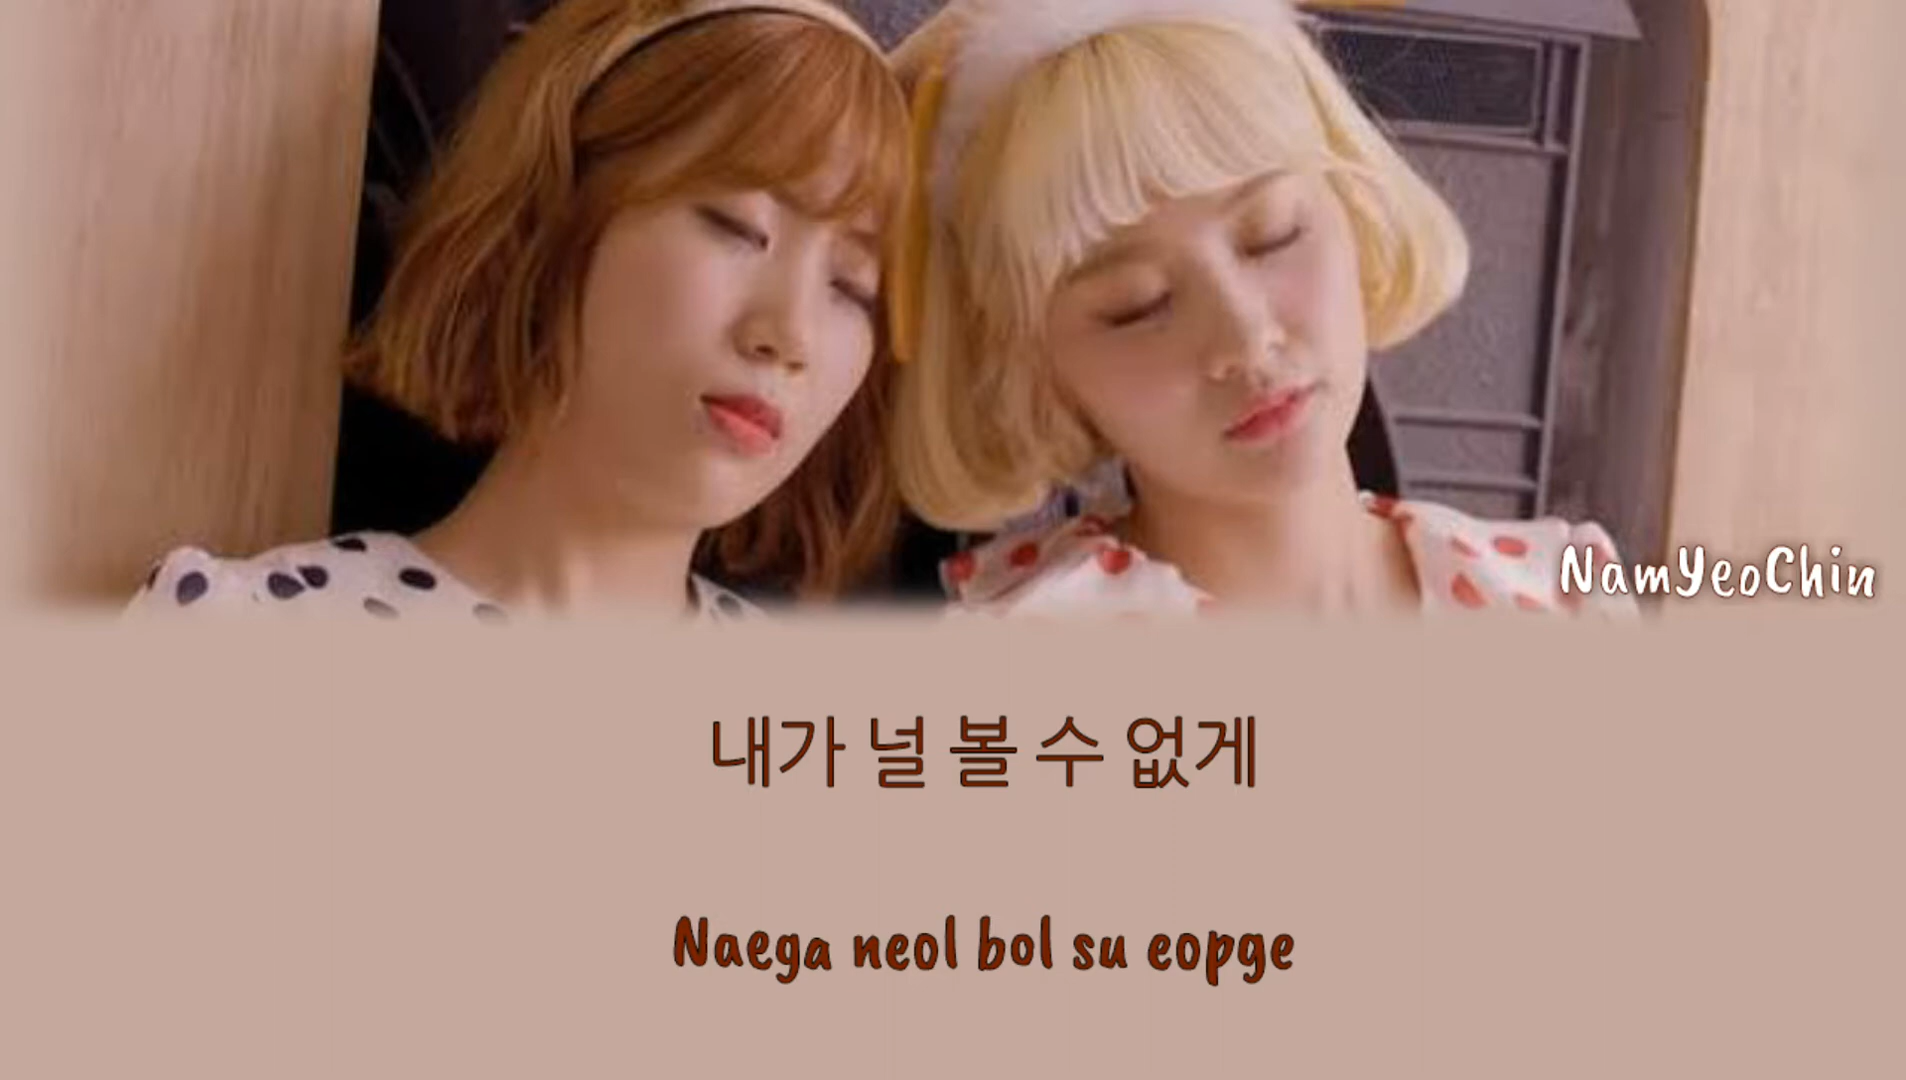 NamYeoChin
내가 널 볼 수 없게
Naega neol bol su eopge